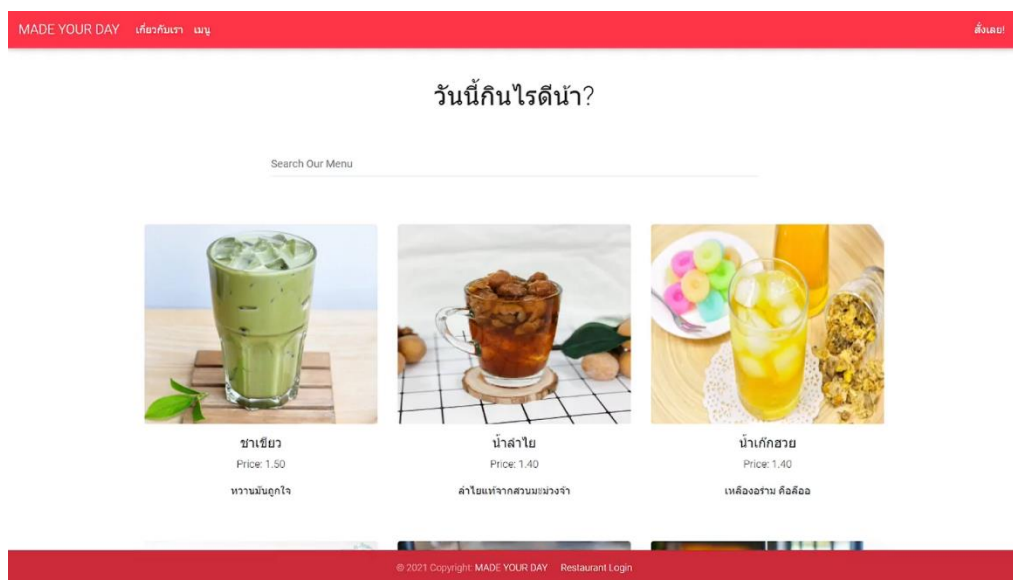 MADE YOUR DAY เกี่ยวกับเรา เมนู สั่งเลย!
วันนี้กินไรดีน้า?
Search Our Menu
ชาเขียว น้ำลำไย น้ำเก๊กฮวย
Price: 1.50 Price: 1.40 Price: 1.40
หวานมันถูกใจ ลำไยแท้จากสวนมะม่วงจ้า เหลืองอร่าม คือลืออ
© 2021 Copyright: MADE YOUR DAY Restaurant Login